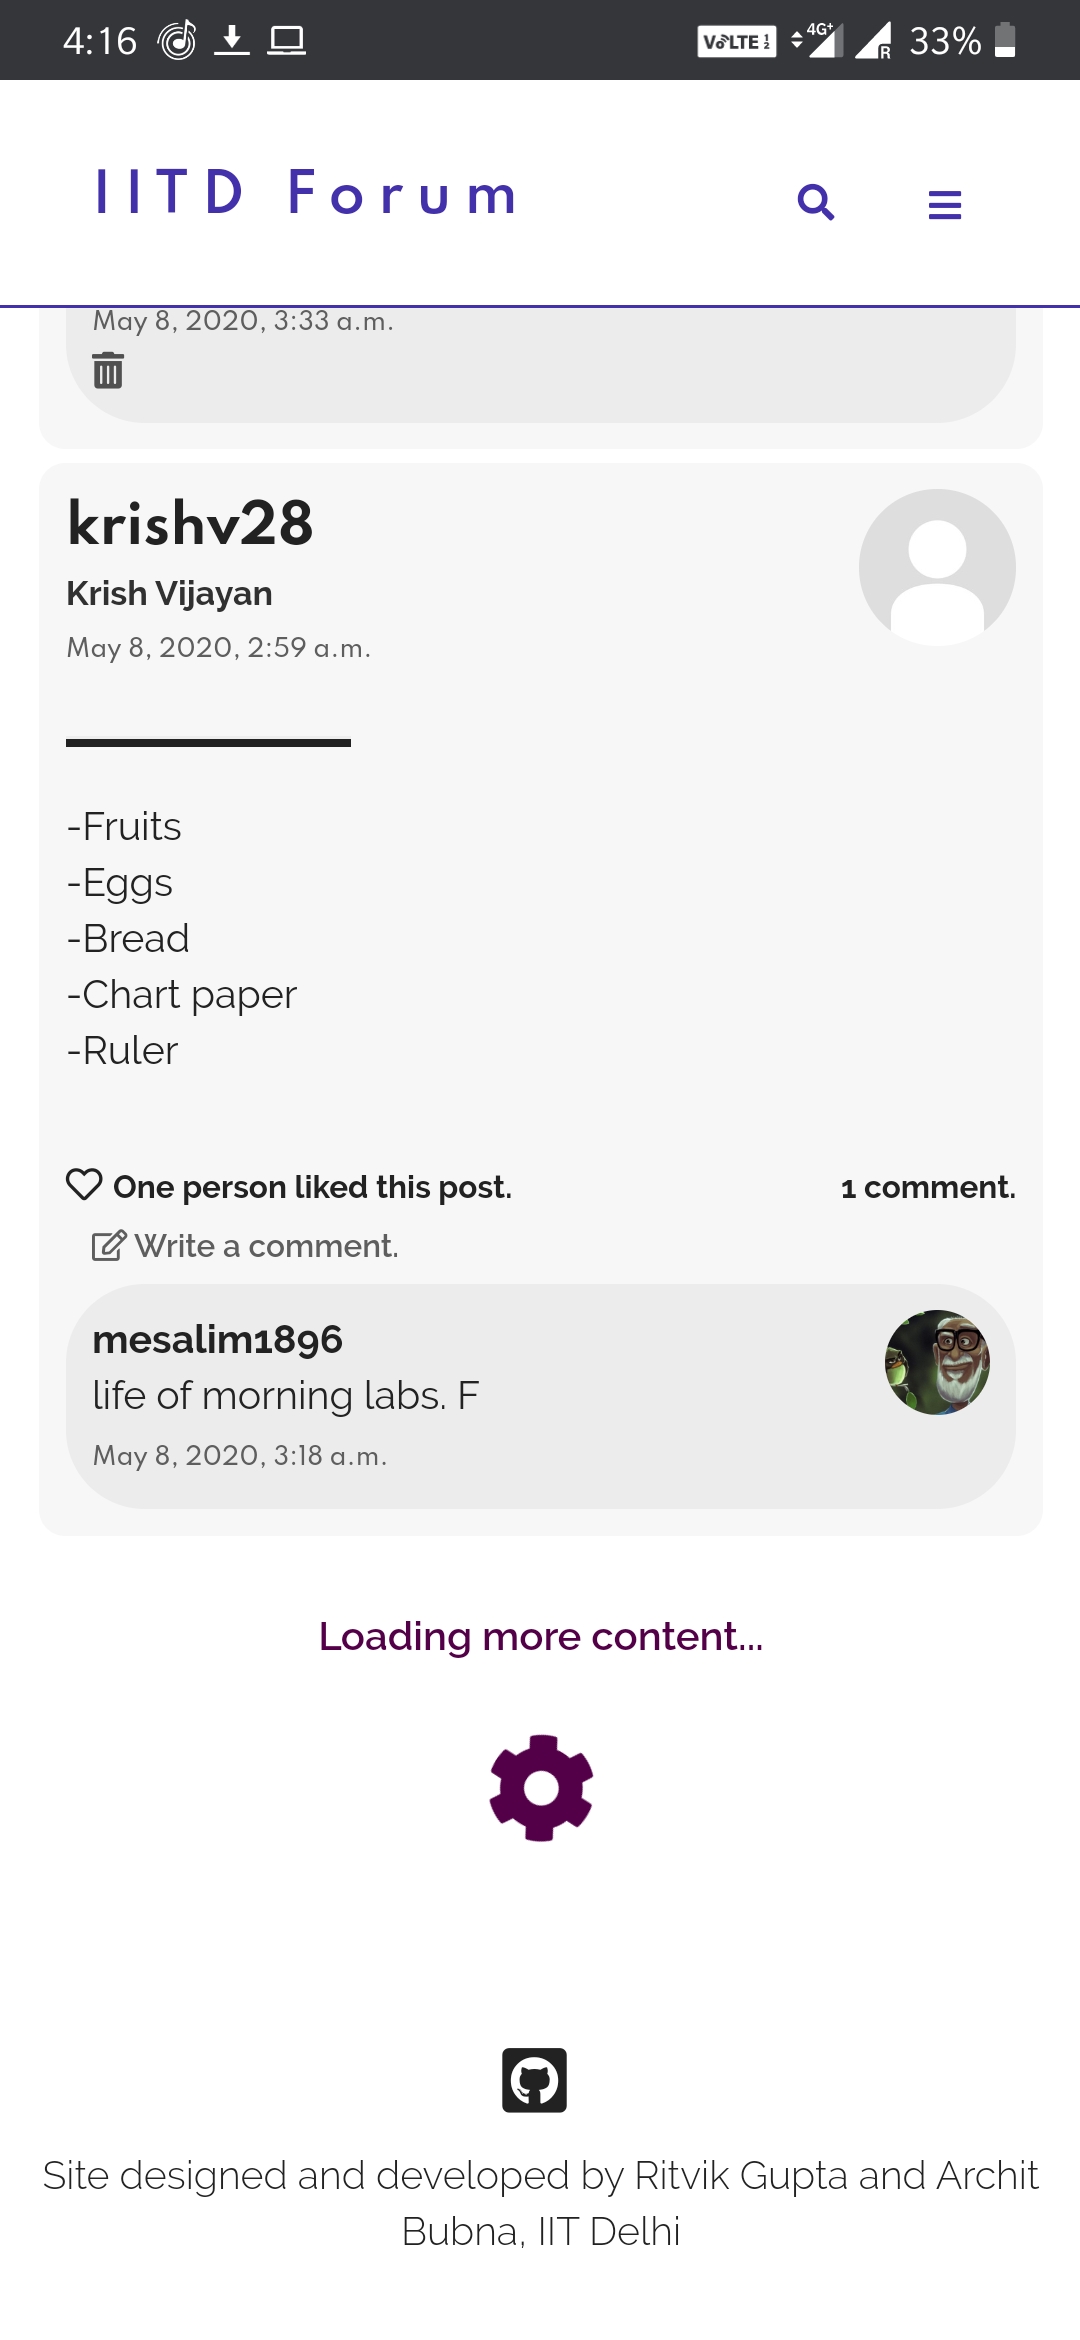 4:16
VoLTE 1 2
4G+
R
33%
IITD Forum
May 8, 2020, 3:33 a.m.
krishv28
Krish Vijayan
May 8, 2020, 2:59 a.m.
-Fruits
-Eggs
-Bread
-Chart paper
-Ruler
One person liked this post.
1 comment.
Write a comment.
mesalim1896
life of morning labs. F
May 8, 2020, 3:18 a.m.
Loading more content...
Site designed and developed by Ritvik Gupta and Archit
Bubna, IIT Delhi